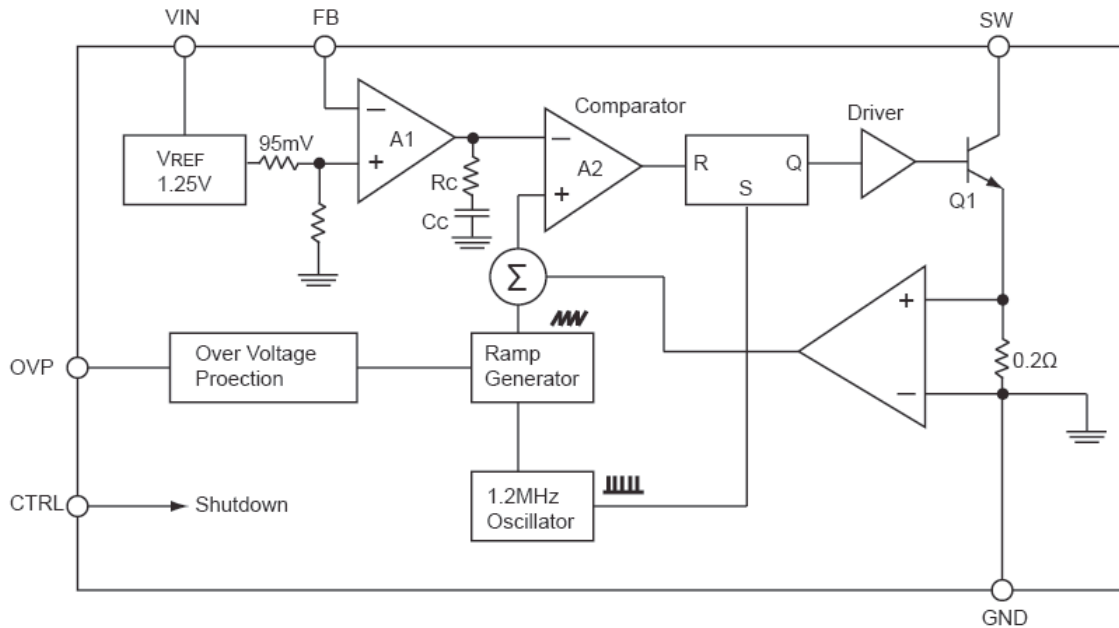 VIN
FB
SW
VREF
1.25V
95mV
−
A1
+
RC
CC
Comparator
−
A2
+
R
Q
S
Driver
Q1
Σ
+
−
0.2Ω
OVP
Over Voltage
Proection
Ramp
Generator
CTRL
Shutdown
1.2MHz
Oscillator
GND